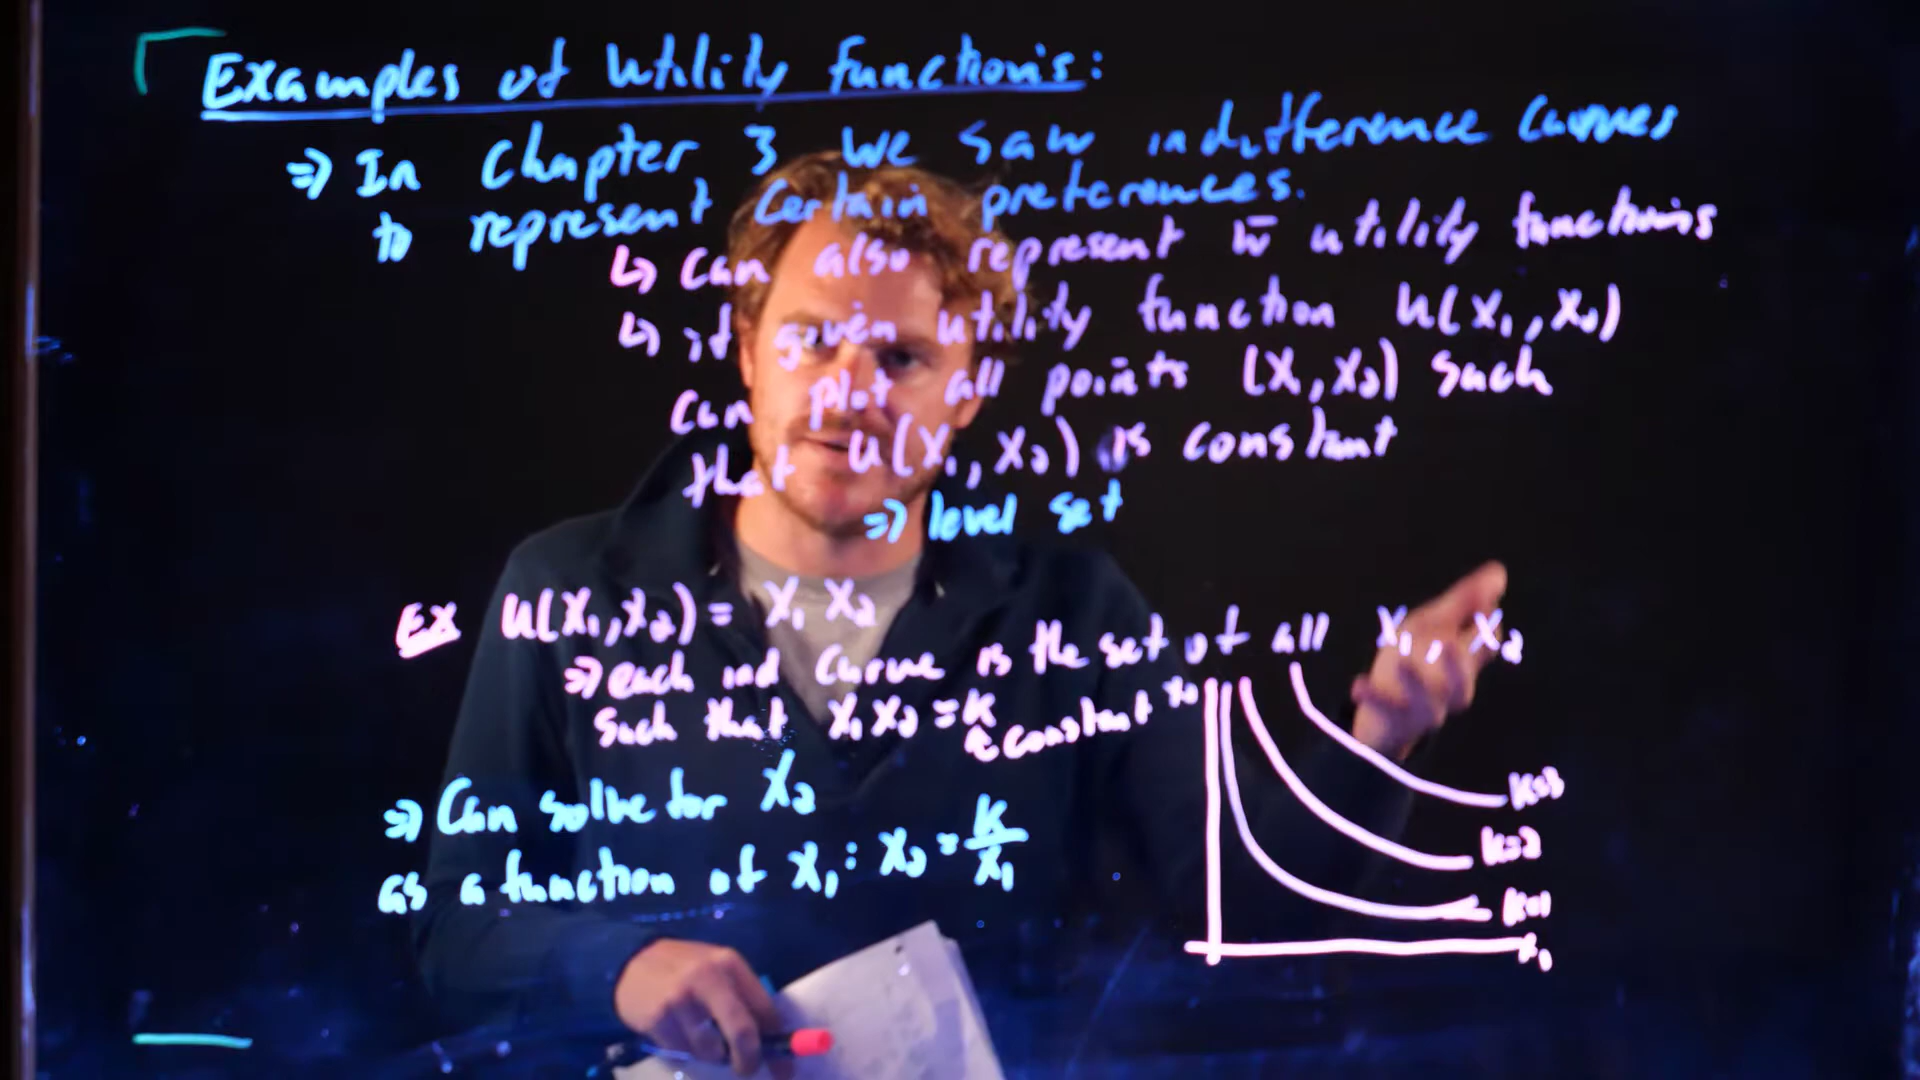 Examples of Utility Functions:
⇒ In Chapter 3 we saw indifference curves
to represent certain preferences.
↳ can also represent w̄ utility functions
↳ if given utility function u(x₁, x₂)
can plot all points (x₁, x₂) such
that u(x₁, x₂) is constant
⇒ level set
EX u(x₁, x₂) = x₁ x₂
⇒ each ind curve is the set of all x₁, x₂
such that x₁ x₂ = k
↖ constant
⇒ Can solve for x₂
as a function of x₁: x₂ = k/x₁
x₂
k=3
k=2
k=1
x₁